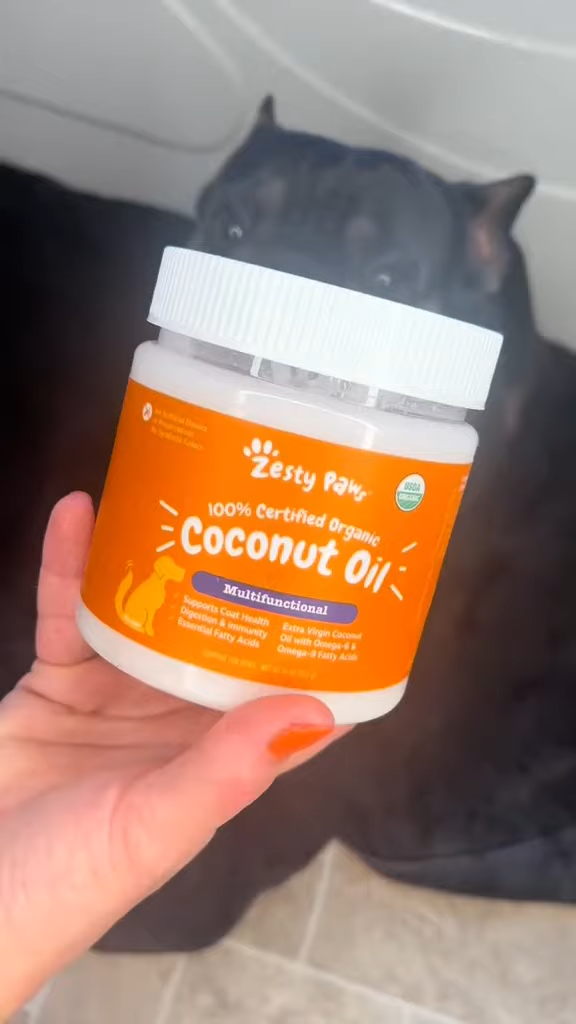 Zesty Paws
USDA
ORGANIC
100% Certified Organic
Coconut Oil
Multifunctional
Supports Coat Health
Digestion & Immunity
Essential Fatty Acids
Extra Virgin Coconut
Oil with Omega-6 &
Omega-9 Fatty Acids